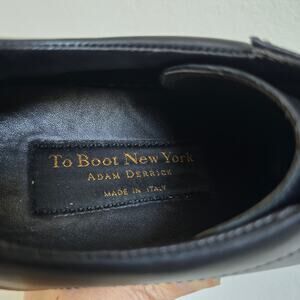 To Boot New York
ADAM DERRICK
MADE IN ITALY